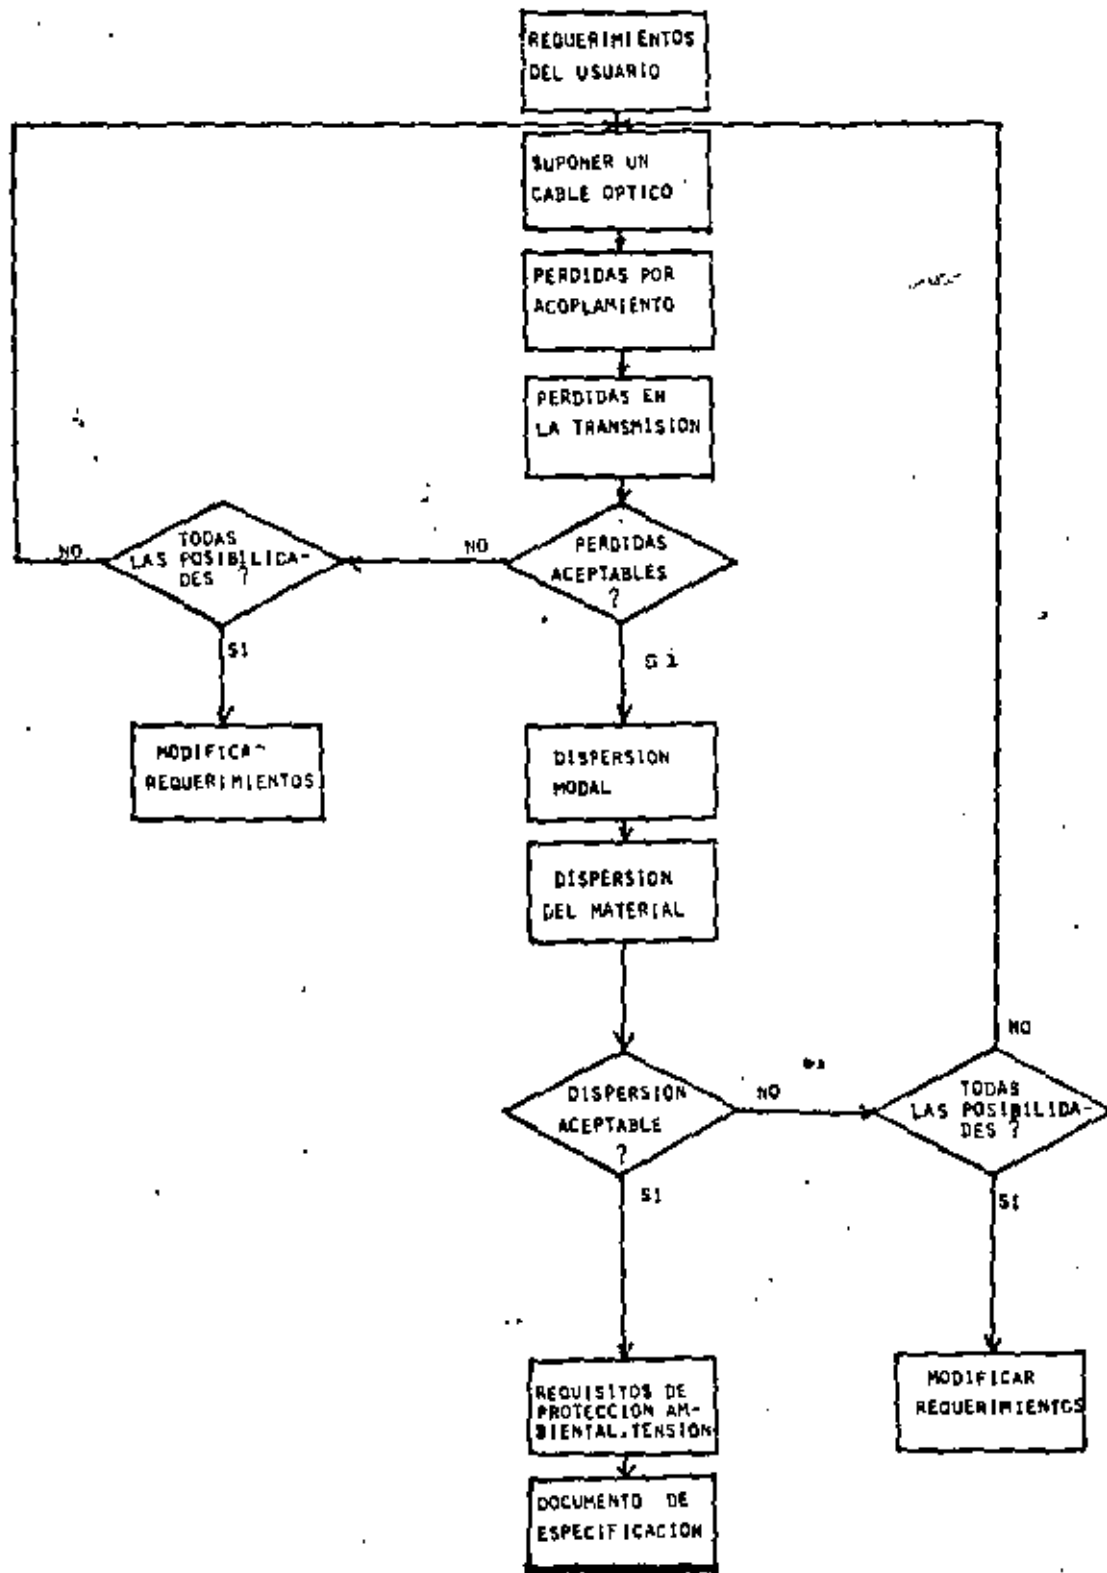 REQUERIMIENTOS
DEL USUARIO
SUPONER UN
CABLE OPTICO
PERDIDAS POR
ACOPLAMIENTO
PERDIDAS EN
LA TRANSMISION
PERDIDAS
ACEPTABLES
?
NO
TODAS
LAS POSIBILIDA-
DES ?
NO
SI
MODIFICAR
REQUERIMIENTOS
si
DISPERSION
MODAL
DISPERSION
DEL MATERIAL
DISPERSION
ACEPTABLE
?
NO
TODAS
LAS POSIBILIDA-
DES ?
NO
SI
MODIFICAR
REQUERIMIENTOS
SI
REQUISITOS DE
PROTECCION AM-
BIENTAL.TENSION
DOCUMENTO DE
ESPECIFICACION